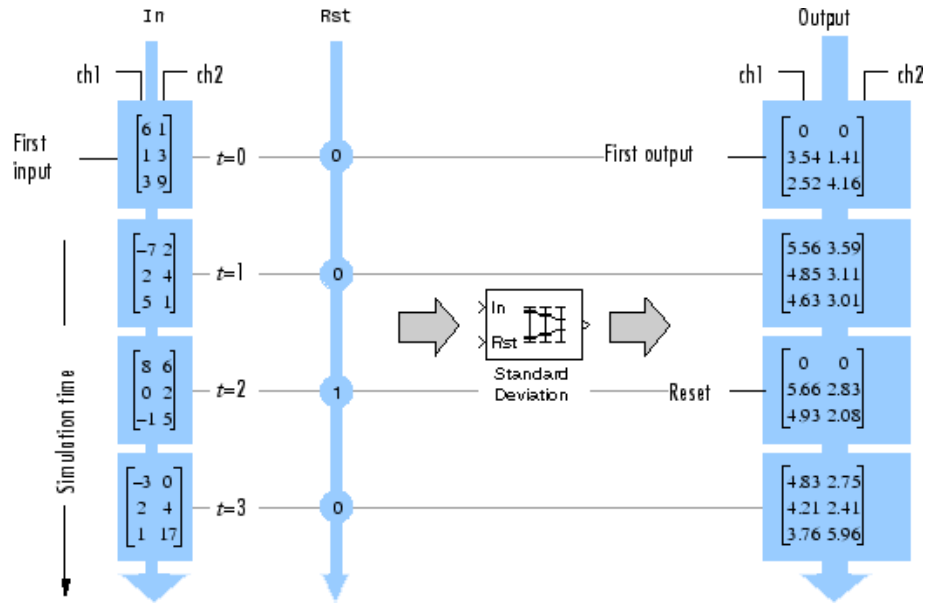 In Rst Output
ch1 ch2 ch1 ch2
First input
6 1
1 3
3 9
t=0
0
First output
0 0
3.54 1.41
2.52 4.16
-7 2
2 4
5 1
t=1
0
5.56 3.59
4.85 3.11
4.63 3.01
In
Rst
Standard
Deviation
8 6
0 2
-1 5
t=2
1
Reset
0 0
5.66 2.83
4.93 2.08
Simulation time
-3 0
2 4
1 17
t=3
0
4.83 2.75
4.21 2.41
3.76 5.96